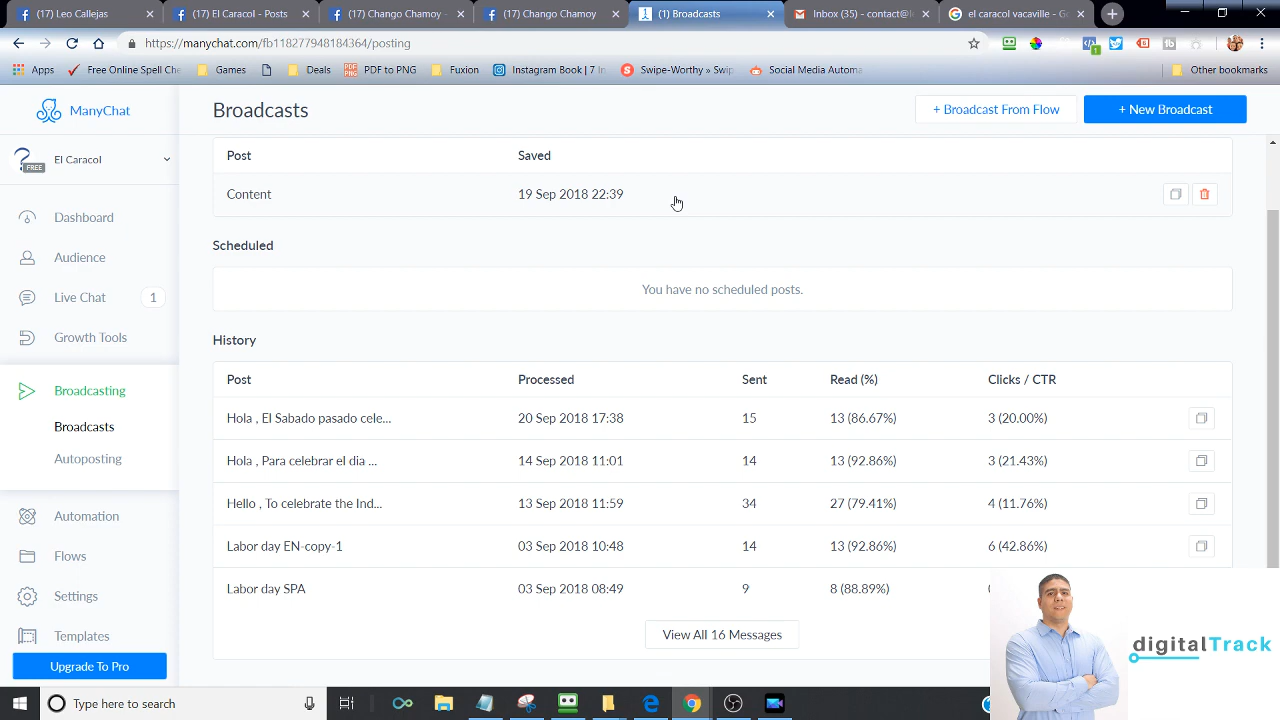 (17) Leo Callejas
(17) El Caracol - Posts
(17) Chango Chamoy -
(17) Chango Chamoy
(1) Broadcasts
Inbox (35) - contact@l
el caracol vacaville - Go
https://manychat.com/fb118277948184364/posting
Apps
Free Online Spell Che
Games
Deals
PDF to PNG
Fuxion
Instagram Book | 7 In
Swipe-Worthy » Swip
Social Media Automa
Other bookmarks
ManyChat
Broadcasts
+ Broadcast From Flow
+ New Broadcast
FREE
El Caracol
Post
Saved
Content
19 Sep 2018 22:39
Dashboard
Audience
Live Chat
1
Growth Tools
Broadcasting
Broadcasts
Autoposting
Automation
Flows
Settings
Templates
Upgrade To Pro
Scheduled
You have no scheduled posts.
History
Post Processed Sent Read (%) Clicks / CTR
Hola , El Sabado pasado cele... 20 Sep 2018 17:38 15 13 (86.67%) 3 (20.00%)
Hola , Para celebrar el dia ... 14 Sep 2018 11:01 14 13 (92.86%) 3 (21.43%)
Hello , To celebrate the Ind... 13 Sep 2018 11:59 34 27 (79.41%) 4 (11.76%)
Labor day EN-copy-1 03 Sep 2018 10:48 14 13 (92.86%) 6 (42.86%)
Labor day SPA 03 Sep 2018 08:49 9 8 (88.89%)
View All 16 Messages
digitalTrack
Type here to search